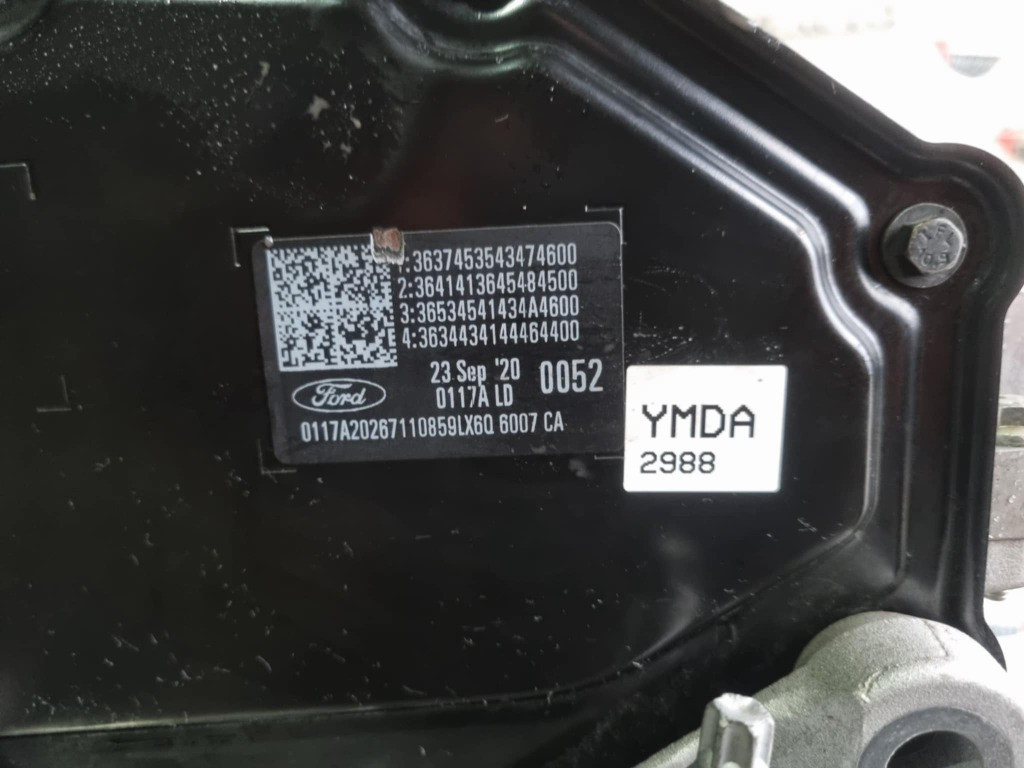 1:3637453543474600
2:3641413645484500
3:36534541434A4600
4:3634434144464400
23 Sep '20
0117A LD
0052
Ford
0117A20267110859LX6Q 6007 CA
YMDA
2988